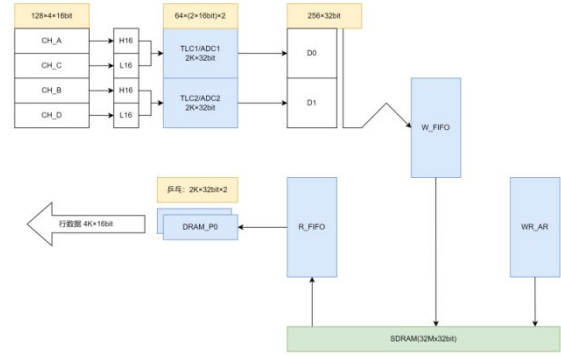 128×4×16bit
64×(2×16bit)×2
256×32bit
CH_A
H16
TLC1/ADC1
2K×32bit
D0
CH_C
L16
CH_B
H16
TLC2/ADC2
2K×32bit
D1
CH_D
L16
W_FIFO
乒乓：2K×32bit×2
行数据 4K×16bit
DRAM_P0
R_FIFO
WR_AR
SDRAM(32Mx32bit)